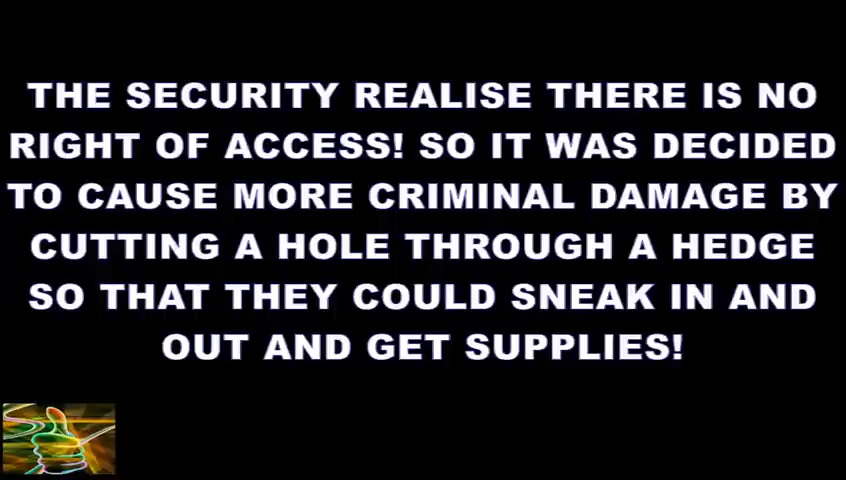 THE SECURITY REALISE THERE IS NO
RIGHT OF ACCESS! SO IT WAS DECIDED
TO CAUSE MORE CRIMINAL DAMAGE BY
CUTTING A HOLE THROUGH A HEDGE
SO THAT THEY COULD SNEAK IN AND
OUT AND GET SUPPLIES!